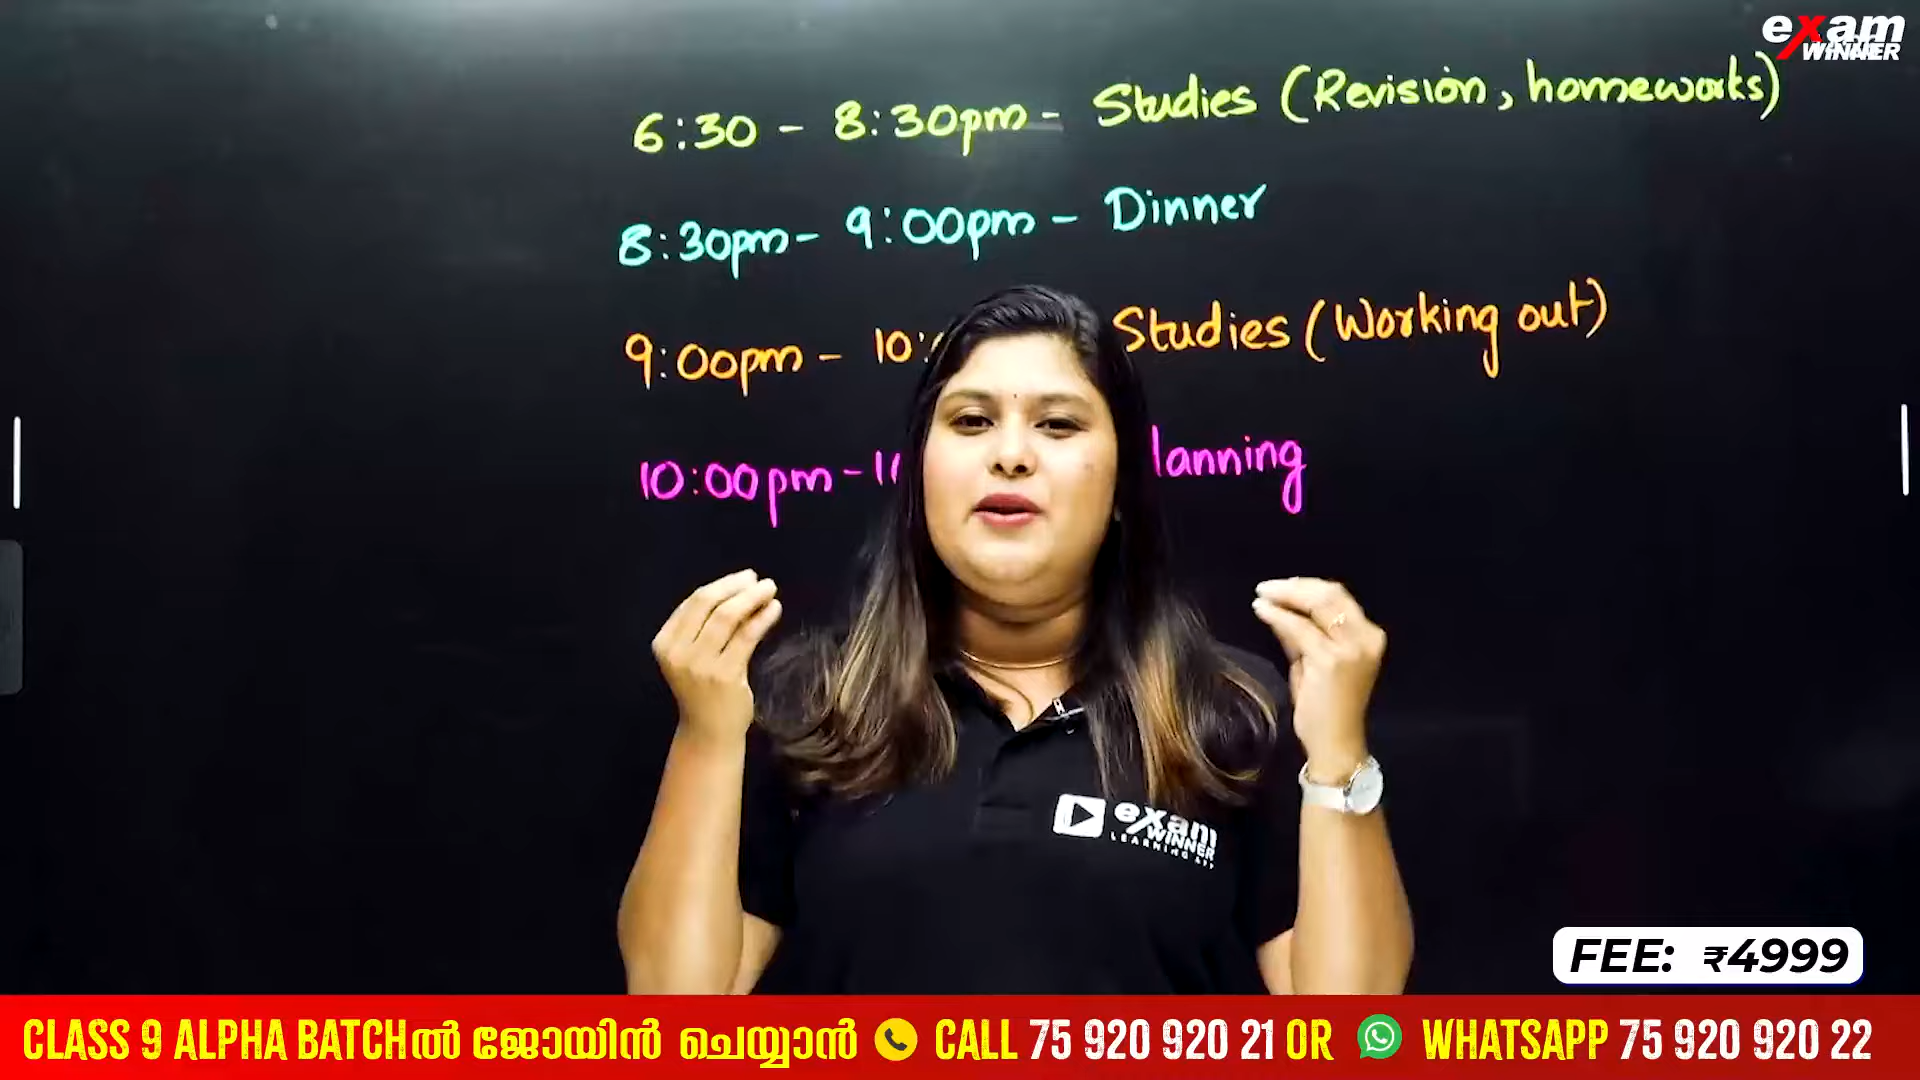 exam
WINNER
6:30 - 8:30pm - Studies (Revision, homeworks)
8:30pm - 9:00pm - Dinner
9:00pm - 10: Studies (Working out)
10:00pm - lanning
exam
WINNER
LEARNING APP
FEE: ₹4999
CLASS 9 ALPHA BATCHൽ ജോയിൻ ചെയ്യാൻ CALL 75 920 920 21 OR WHATSAPP 75 920 920 22